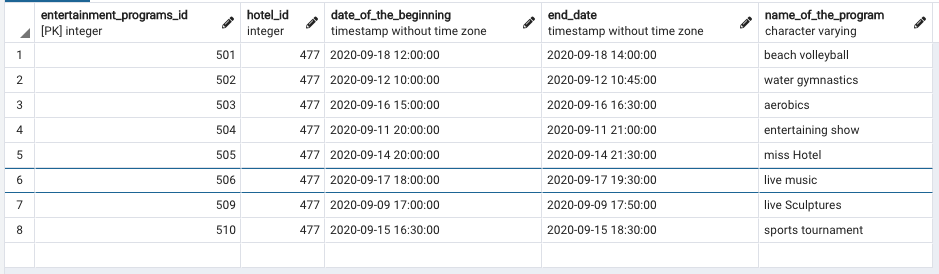 entertainment_programs_id hotel_id date_of_the_beginning end_date name_of_the_program
[PK] integer integer timestamp without time zone timestamp without time zone character varying
1 501 477 2020-09-18 12:00:00 2020-09-18 14:00:00 beach volleyball
2 502 477 2020-09-12 10:00:00 2020-09-12 10:45:00 water gymnastics
3 503 477 2020-09-16 15:00:00 2020-09-16 16:30:00 aerobics
4 504 477 2020-09-11 20:00:00 2020-09-11 21:00:00 entertaining show
5 505 477 2020-09-14 20:00:00 2020-09-14 21:30:00 miss Hotel
6 506 477 2020-09-17 18:00:00 2020-09-17 19:30:00 live music
7 509 477 2020-09-09 17:00:00 2020-09-09 17:50:00 live Sculptures
8 510 477 2020-09-15 16:30:00 2020-09-15 18:30:00 sports tournament